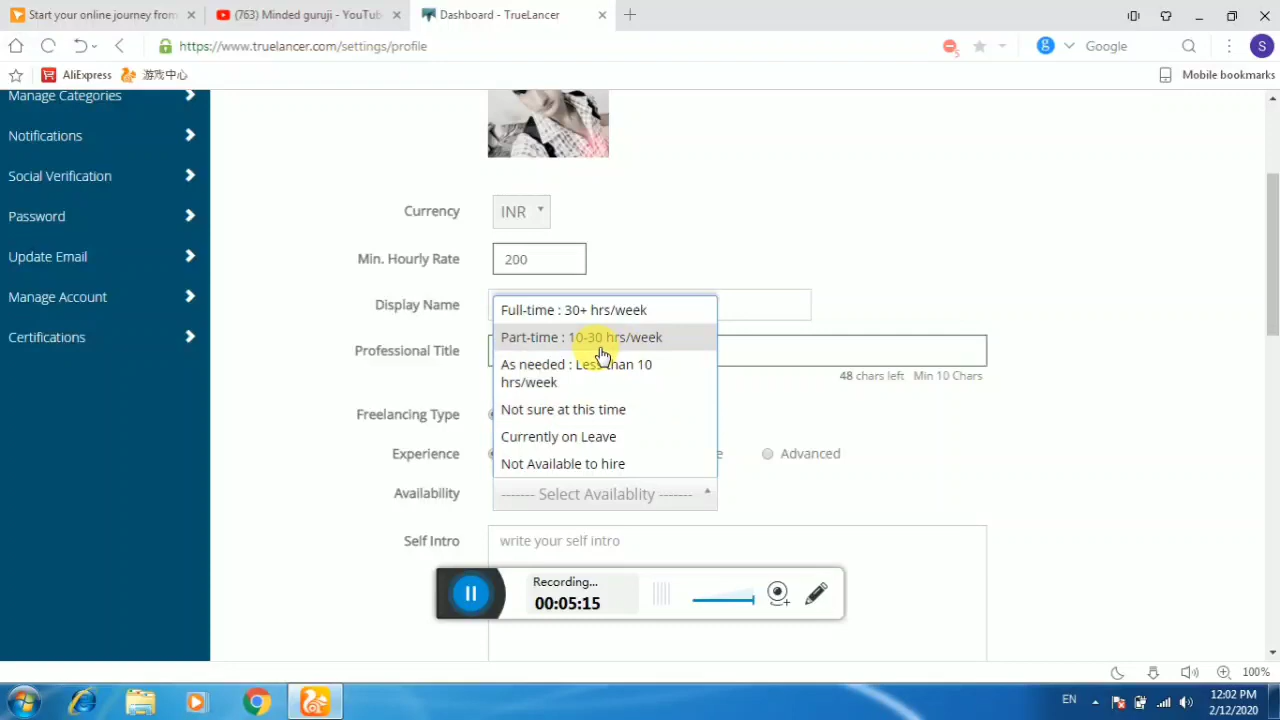 Start your online journey from
(763) Minded guruji - YouTub
Dashboard - TrueLancer
https://www.truelancer.com/settings/profile
5
g
Google
S
AliExpress
游戏中心
Mobile bookmarks
Manage Categories
Notifications
Social Verification
Password
Update Email
Manage Account
Certifications
Currency
INR
Min. Hourly Rate
200
Display Name
Full-time : 30+ hrs/week
Part-time : 10-30 hrs/week
Professional Title
As needed : Less than 10
hrs/week
48 chars left Min 10 Chars
Not sure at this time
Freelancing Type
Currently on Leave
Experience
Advanced
Not Available to hire
Availability
------- Select Availablity -------
Self Intro
write your self intro
Recording...
00:05:15
100%
EN
12:02 PM
2/12/2020